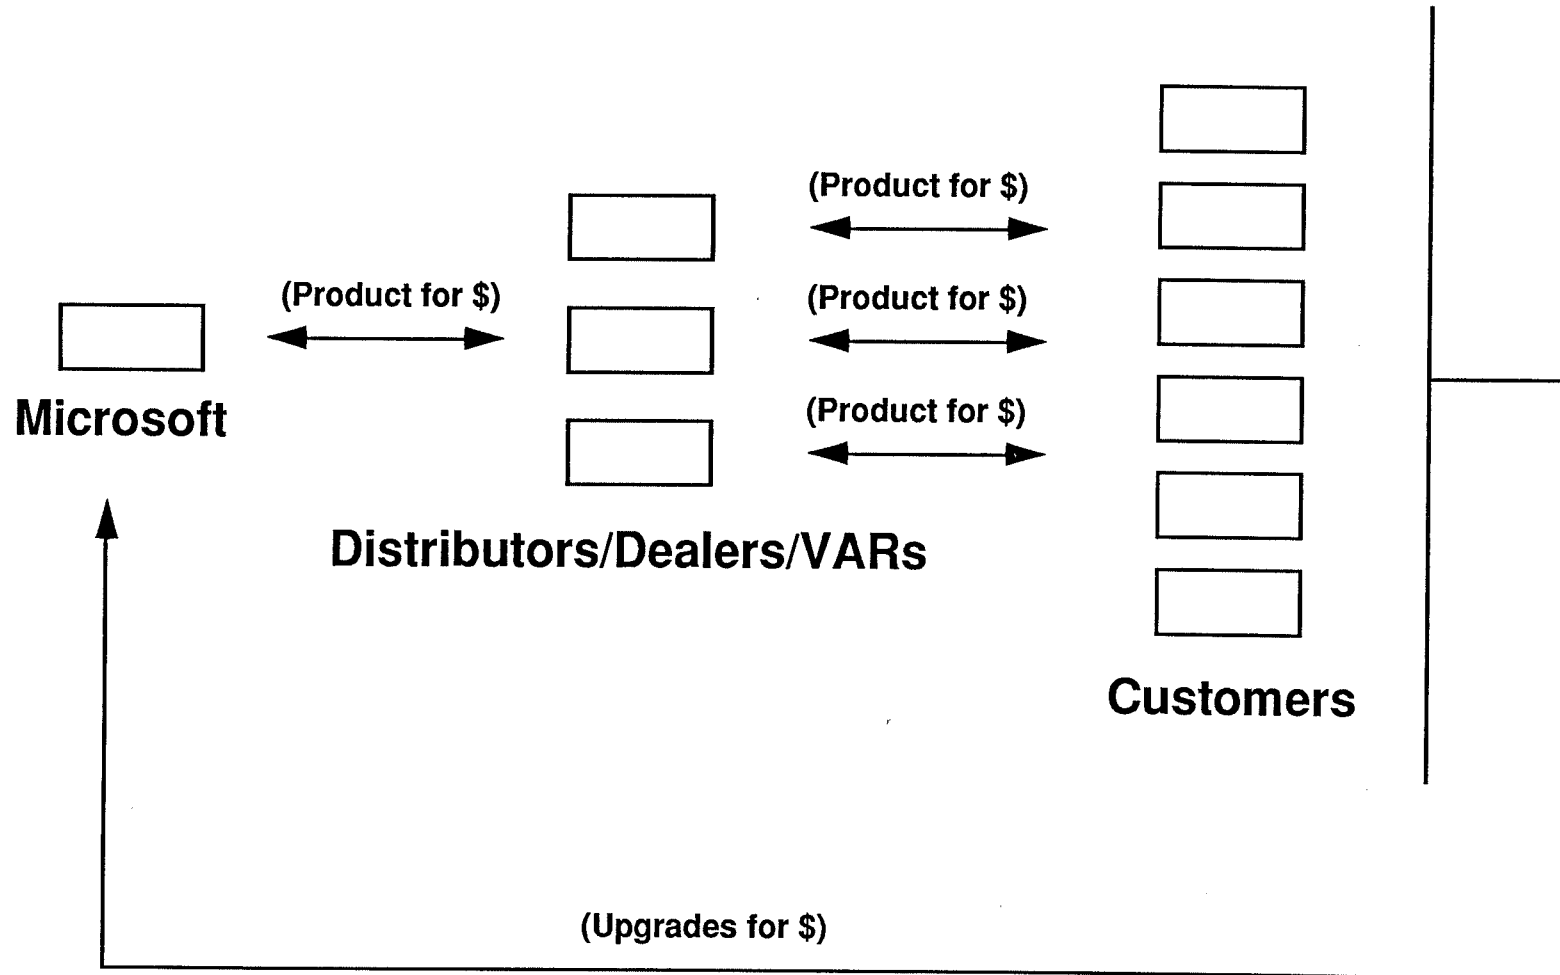 (Product for $)
(Product for $)
(Product for $)
(Product for $)
Microsoft
Distributors/Dealers/VARs
Customers
(Upgrades for $)